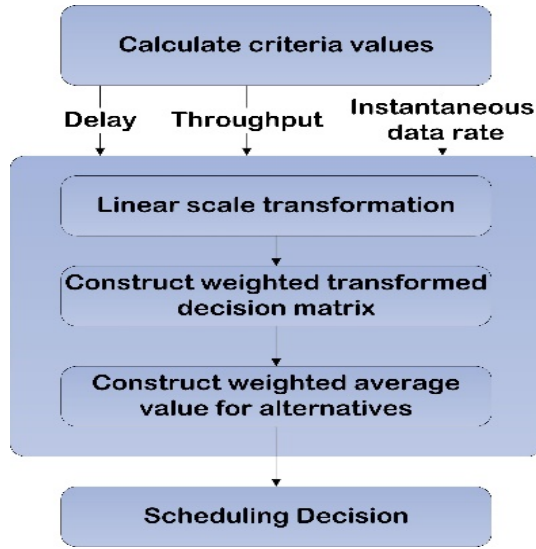 Calculate criteria values
Delay
Throughput
Instantaneous
data rate
Linear scale transformation
Construct weighted transformed
decision matrix
Construct weighted average
value for alternatives
Scheduling Decision